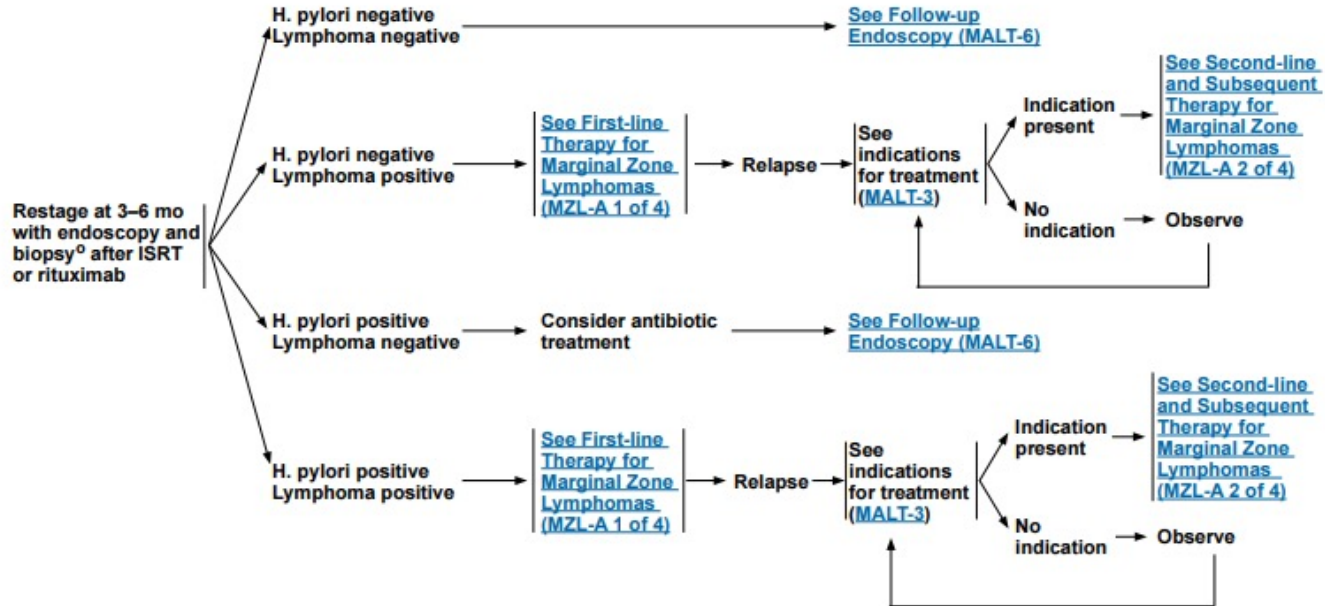 H. pylori negative
Lymphoma negative
See Follow-up
Endoscopy (MALT-6)
Restage at 3–6 mo
with endoscopy and
biopsyᵒ after ISRT
or rituximab
H. pylori negative
Lymphoma positive
See First-line
Therapy for
Marginal Zone
Lymphomas
(MZL-A 1 of 4)
Relapse
See
indications
for treatment
(MALT-3)
Indication
present
See Second-line
and Subsequent
Therapy for
Marginal Zone
Lymphomas
(MZL-A 2 of 4)
No
indication
Observe
H. pylori positive
Lymphoma negative
Consider antibiotic
treatment
See Follow-up
Endoscopy (MALT-6)
H. pylori positive
Lymphoma positive
See First-line
Therapy for
Marginal Zone
Lymphomas
(MZL-A 1 of 4)
Relapse
See
indications
for treatment
(MALT-3)
Indication
present
See Second-line
and Subsequent
Therapy for
Marginal Zone
Lymphomas
(MZL-A 2 of 4)
No
indication
Observe